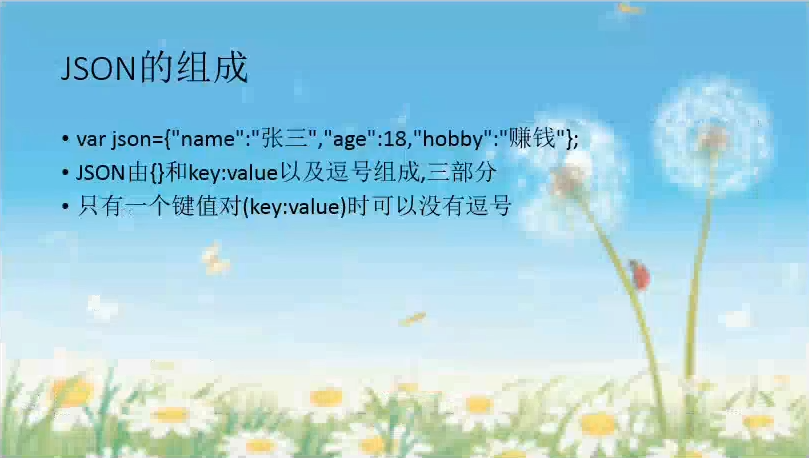 JSON的组成
• var json={"name":"张三","age":18,"hobby":"赚钱"};
• JSON由{}和key:value以及逗号组成,三部分
• 只有一个键值对(key:value)时可以没有逗号